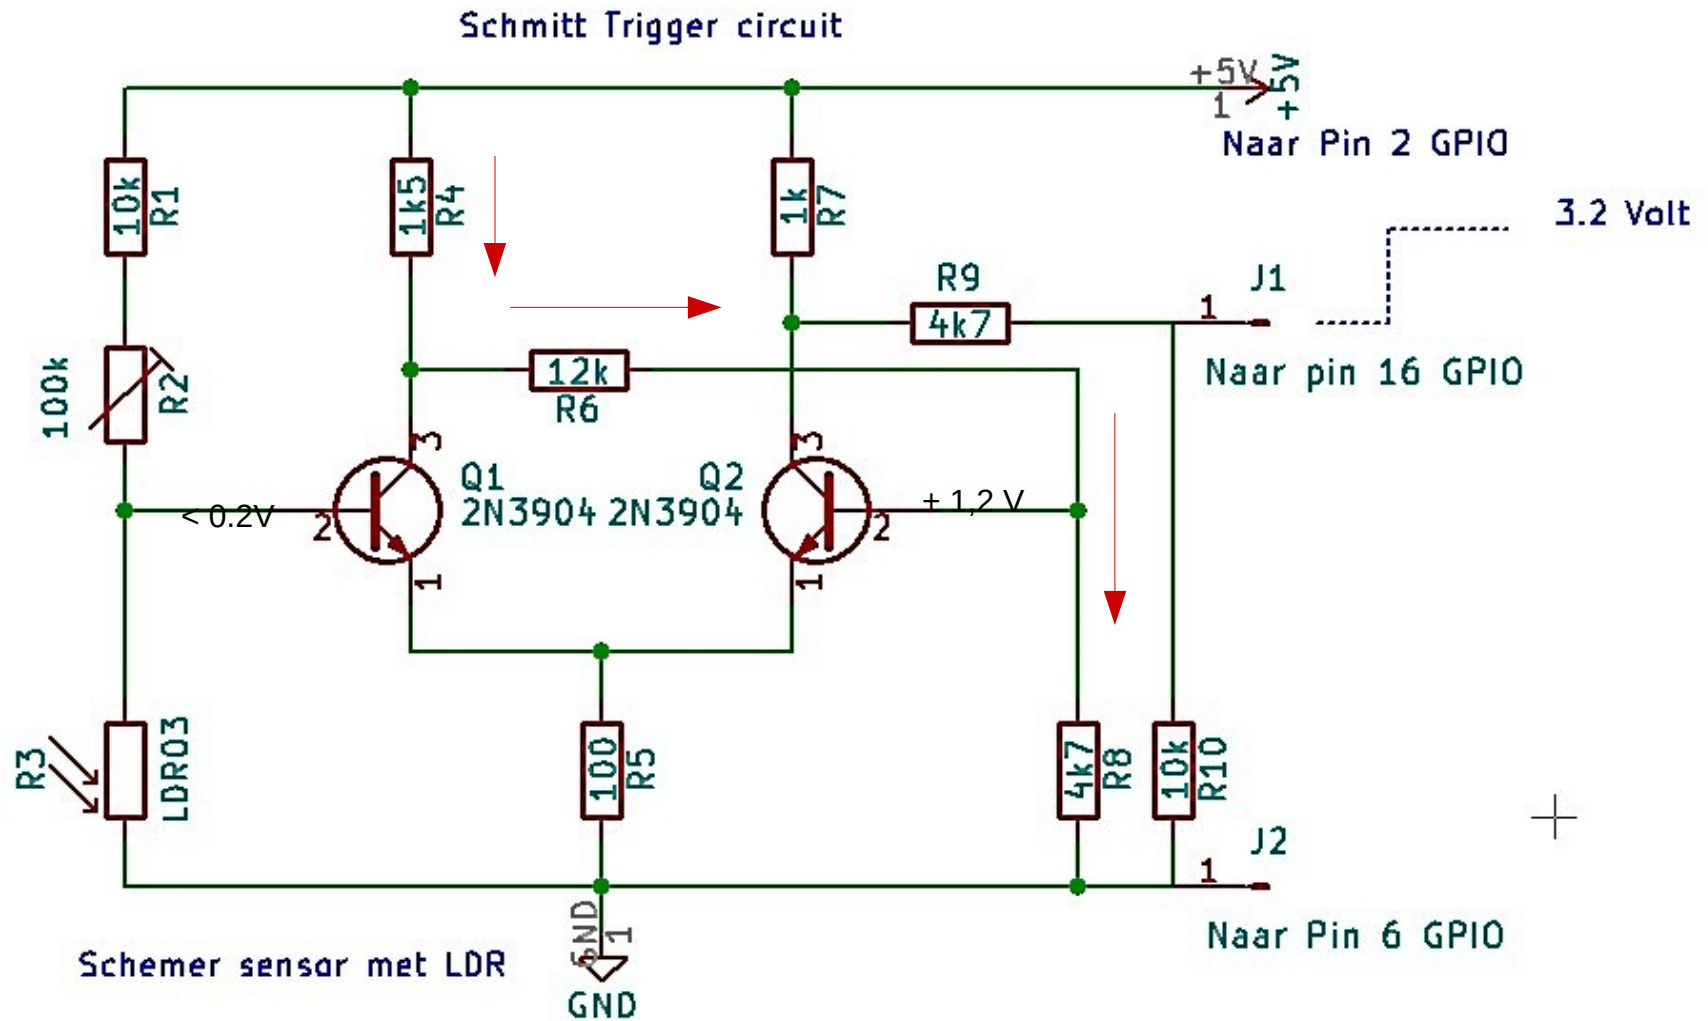 Schmitt Trigger circuit
+5V
1
+5V
Naar Pin 2 GPIO
3.2 Volt
10k
R1
1k5
R4
1k
R7
R9
4k7
J1
1
Naar pin 16 GPIO
100k
R2
12k
R6
3
3
Q1
2N3904
Q2
2N3904
< 0.2V
2
+ 1,2 V
2
1
1
R3
LDR03
100
R5
4k7
R8
10k
R10
J2
1
Naar Pin 6 GPIO
GND
1
GND
Schemer sensor met LDR